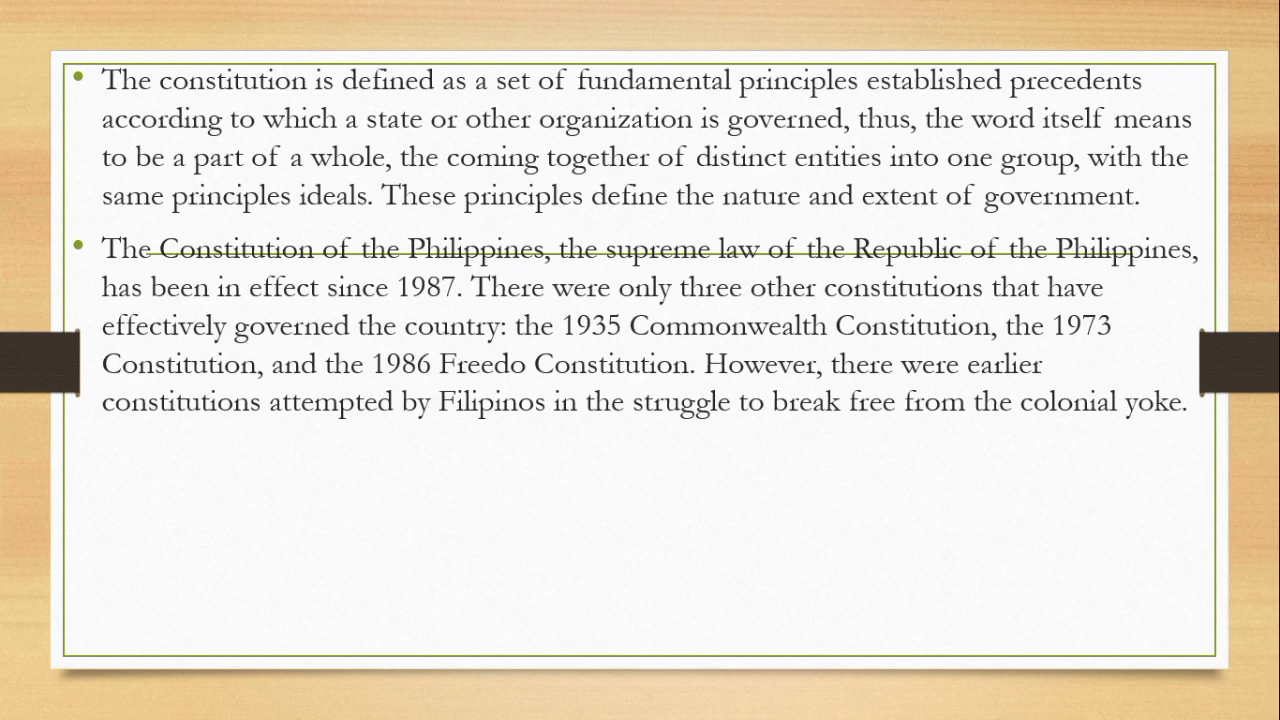 • The constitution is defined as a set of fundamental principles established precedents
according to which a state or other organization is governed, thus, the word itself means
to be a part of a whole, the coming together of distinct entities into one group, with the
same principles ideals. These principles define the nature and extent of government.
• The Constitution of the Philippines, the supreme law of the Republic of the Philippines,
has been in effect since 1987. There were only three other constitutions that have
effectively governed the country: the 1935 Commonwealth Constitution, the 1973
Constitution, and the 1986 Freedo Constitution. However, there were earlier
constitutions attempted by Filipinos in the struggle to break free from the colonial yoke.